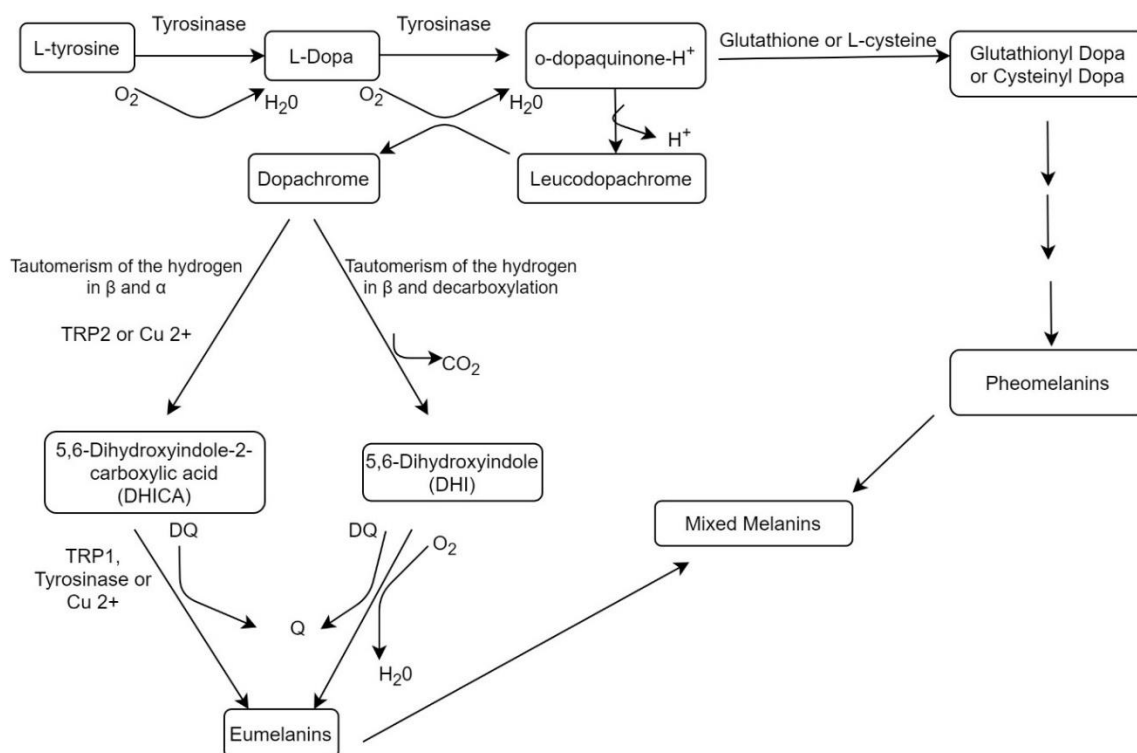 Tyrosinase
Tyrosinase
L-tyrosine
L-Dopa
o-dopaquinone-H+
Glutathione or L-cysteine
Glutathionyl Dopa
or Cysteinyl Dopa
O2
H20
O2
H20
H+
Dopachrome
Leucodopachrome
Tautomerism of the hydrogen
in β and α
TRP2 or Cu 2+
Tautomerism of the hydrogen
in β and decarboxylation
CO2
Pheomelanins
5,6-Dihydroxyindole-2-
carboxylic acid
(DHICA)
5,6-Dihydroxyindole
(DHI)
Mixed Melanins
DQ
TRP1,
Tyrosinase or
Cu 2+
DQ
O2
Q
H20
Eumelanins